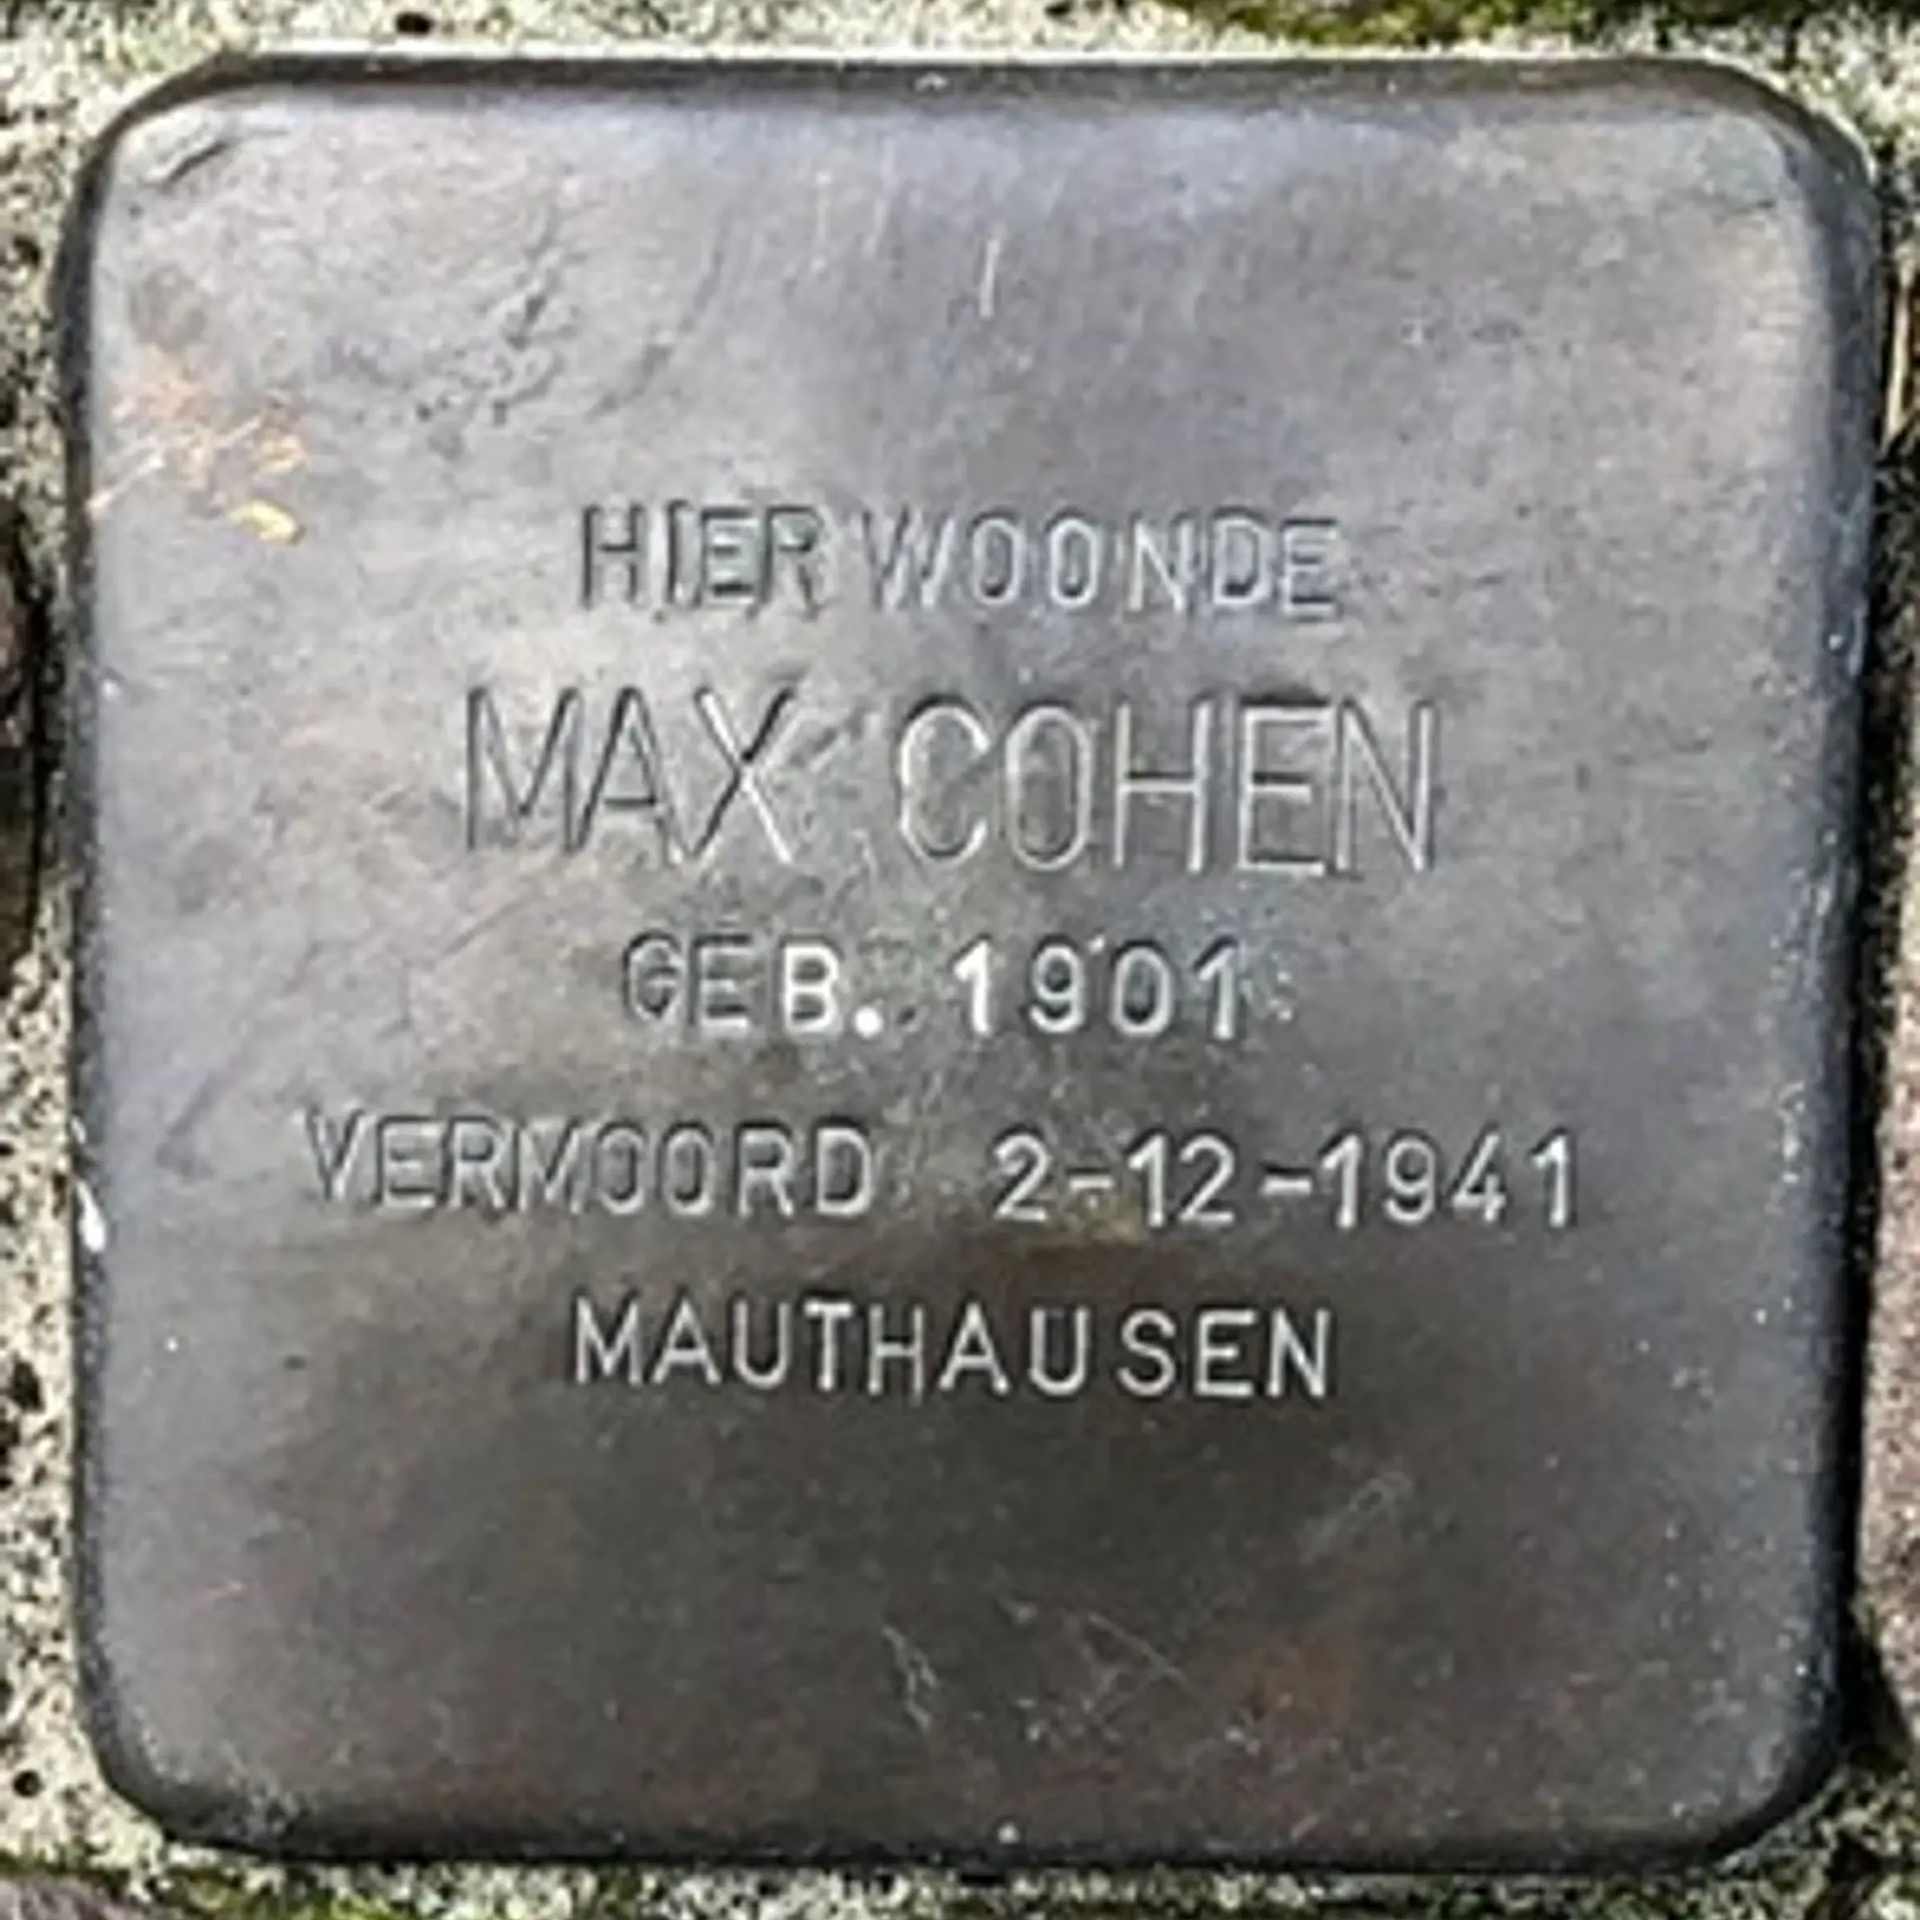 HIER WOONDE
MAX COHEN
GEB. 1901
VERMOORD 2-12-1941
MAUTHAUSEN